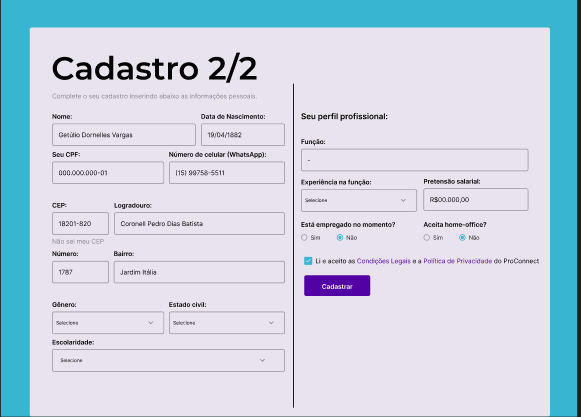 Cadastro 2/2
Complete o seu cadastro inserindo abaixo as informações pessoais.
Nome:
Data de Nascimento:
Getúlio Dornelles Vargas
19/04/1882
Seu CPF:
Número de celular (WhatsApp):
000.000.000-01
(15) 99758-5511
CEP:
Logradouro:
18201-820
Coronell Pedro Dias Batista
Não sei meu CEP
Número:
Bairro:
1787
Jardim Itália
Gênero:
Estado civil:
Selecione
Selecione
Escolaridade:
Selecione
Seu perfil profissional:
Função:
-
Experiência na função:
Pretensão salarial:
Selecione
R$00.000,00
Está empregado no momento?
Aceita home-office?
Sim
Não
Sim
Não
Li e aceito as Condições Legais e a Política de Privacidade do ProConnect
Cadastrar